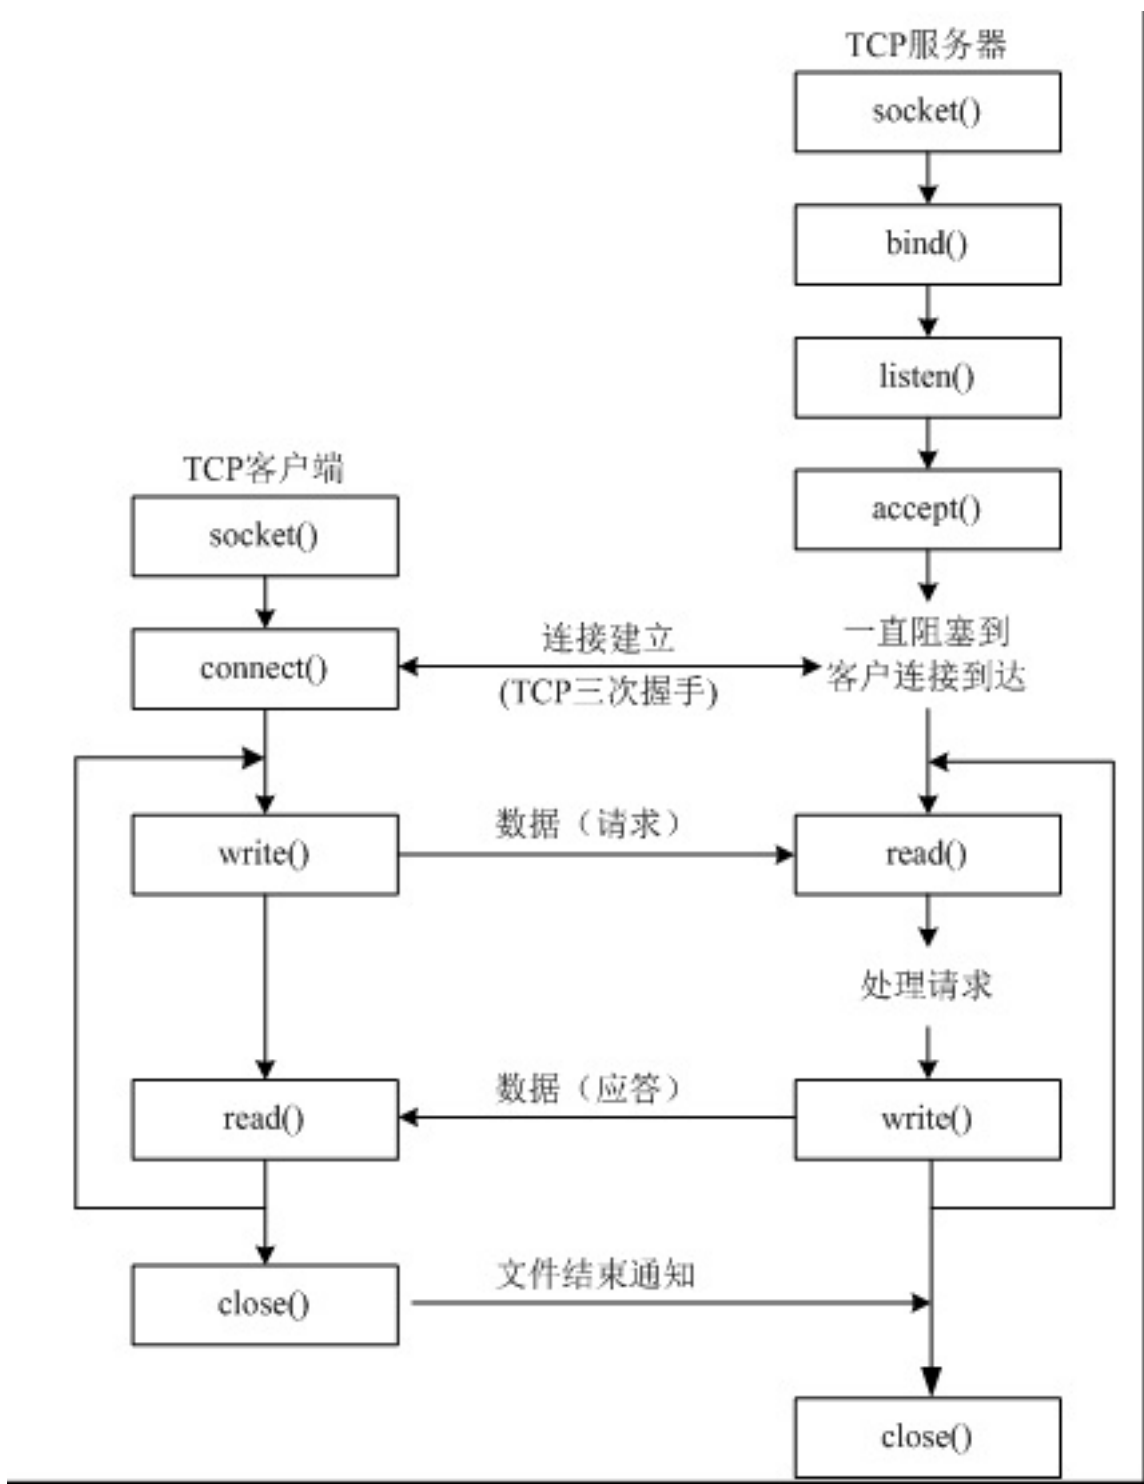 TCP服务器
socket()
bind()
listen()
accept()
TCP客户端
socket()
connect()
连接建立
(TCP三次握手)
一直阻塞到
客户连接到达
write()
数据（请求）
read()
处理请求
read()
数据（应答）
write()
close()
文件结束通知
close()